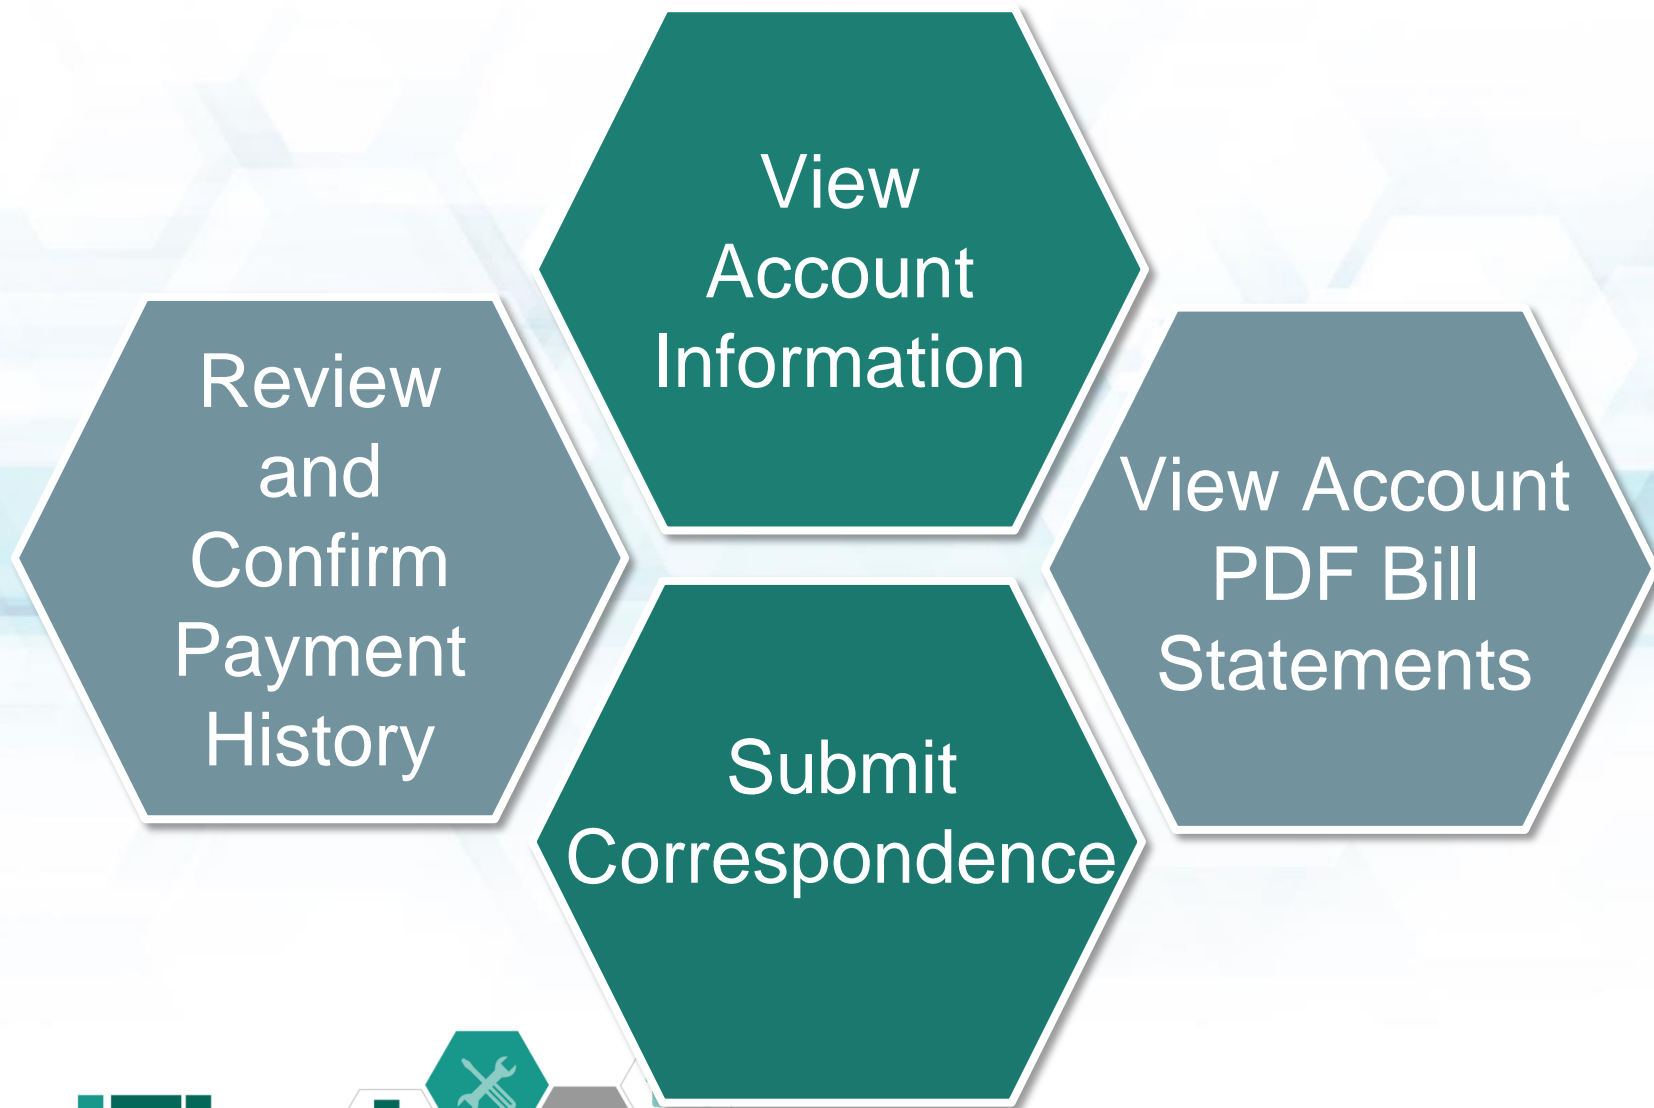 View
Account
Information
Review
and
Confirm
Payment
History
View Account
PDF Bill
Statements
Submit
Correspondence